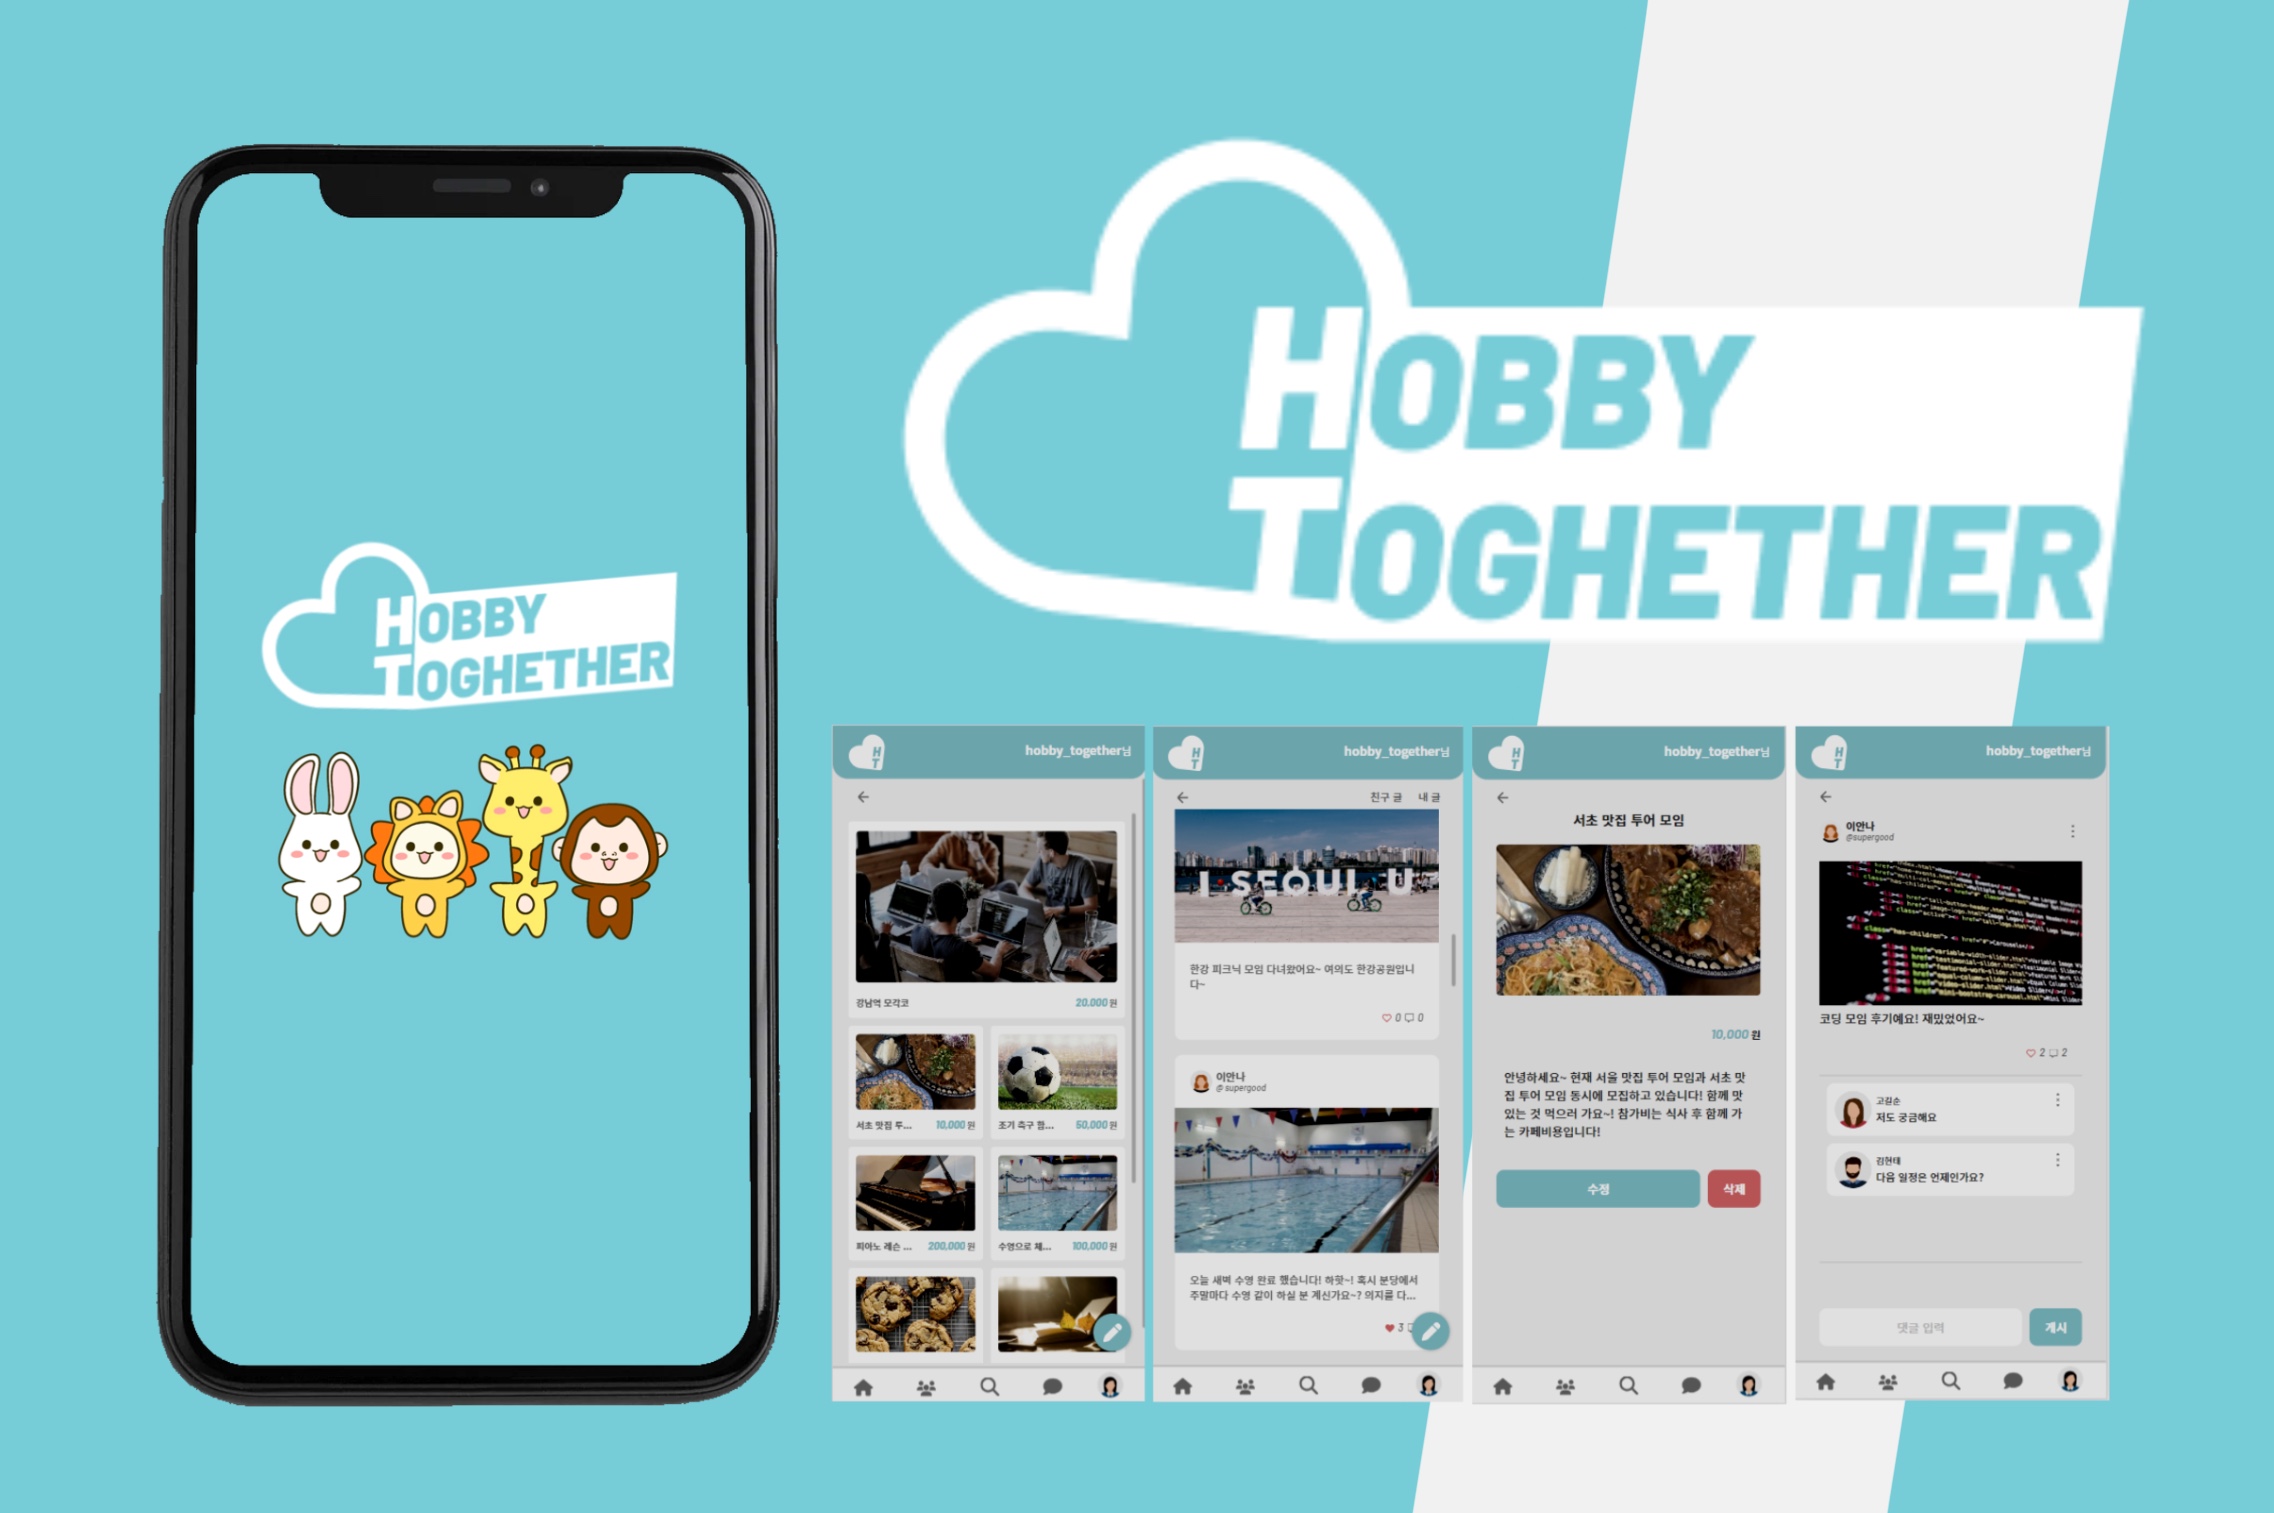 HOBBY
TOGHETHER
HOBBY
TOGHETHER
HT
hobby_together님
강남역 모각코 20,000 원
서초 맛집 투... 10,000 원
조기 축구 함... 50,000 원
피아노 레슨 ... 200,000 원
수영으로 체... 100,000 원
HT
hobby_together님
친구 글 내 글
I SEOUL U
한강 피크닉 모임 다녀왔어요~ 여의도 한강공원입니
다~
0 0
이안나
@supergood
오늘 새벽 수영 완료 했습니다! 하핫~! 혹시 분당에서
주말마다 수영 같이 하실 분 계신가요~? 의지를 다...
3
HT
hobby_together님
서초 맛집 투어 모임
10,000 원
안녕하세요~ 현재 서울 맛집 투어 모임과 서초 맛
집 투어 모임 동시에 모집하고 있습니다! 함께 맛
있는 것 먹으러 가요~! 참가비는 식사 후 함께 가
는 카페비용입니다!
수정
삭제
HT
hobby_together님
이안나
@supergood
코딩 모임 후기예요! 재밌었어요~
2 2
고길순
저도 궁금해요
김현태
다음 일정은 언제인가요?
댓글 입력
게시